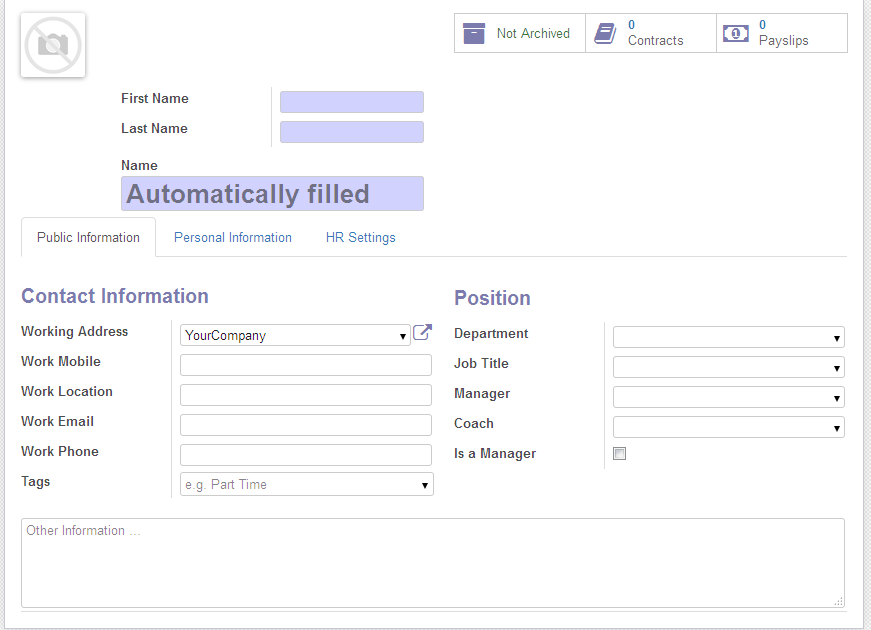 Not Archived
0
Contracts
0
Payslips
First Name
Last Name
Name
Automatically filled
Public Information
Personal Information
HR Settings
Contact Information
Working Address
YourCompany
Work Mobile
Work Location
Work Email
Work Phone
Tags
e.g. Part Time
Position
Department
Job Title
Manager
Coach
Is a Manager
Other Information ...